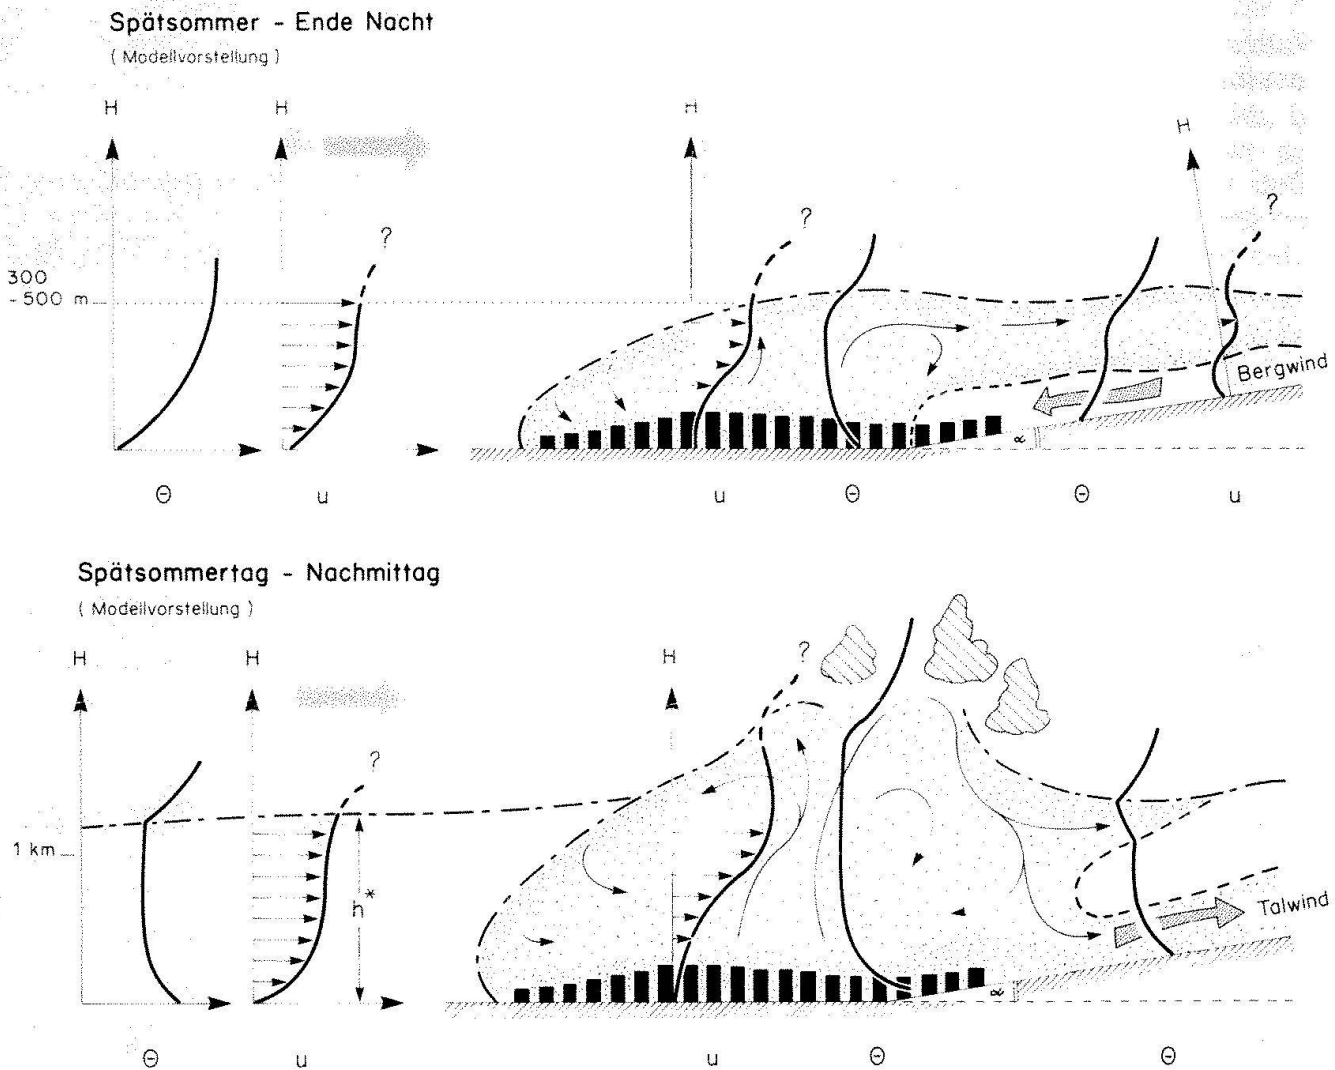 Spätsommer - Ende Nacht
( Modellvorstellung )
H H H H
? ? ?
300
-500 m
Bergwind
α
Θ u u Θ Θ u
Spätsommertag - Nachmittag
( Modellvorstellung )
H H H ?
?
1 km
h*
Talwind
α
Θ u u Θ Θ